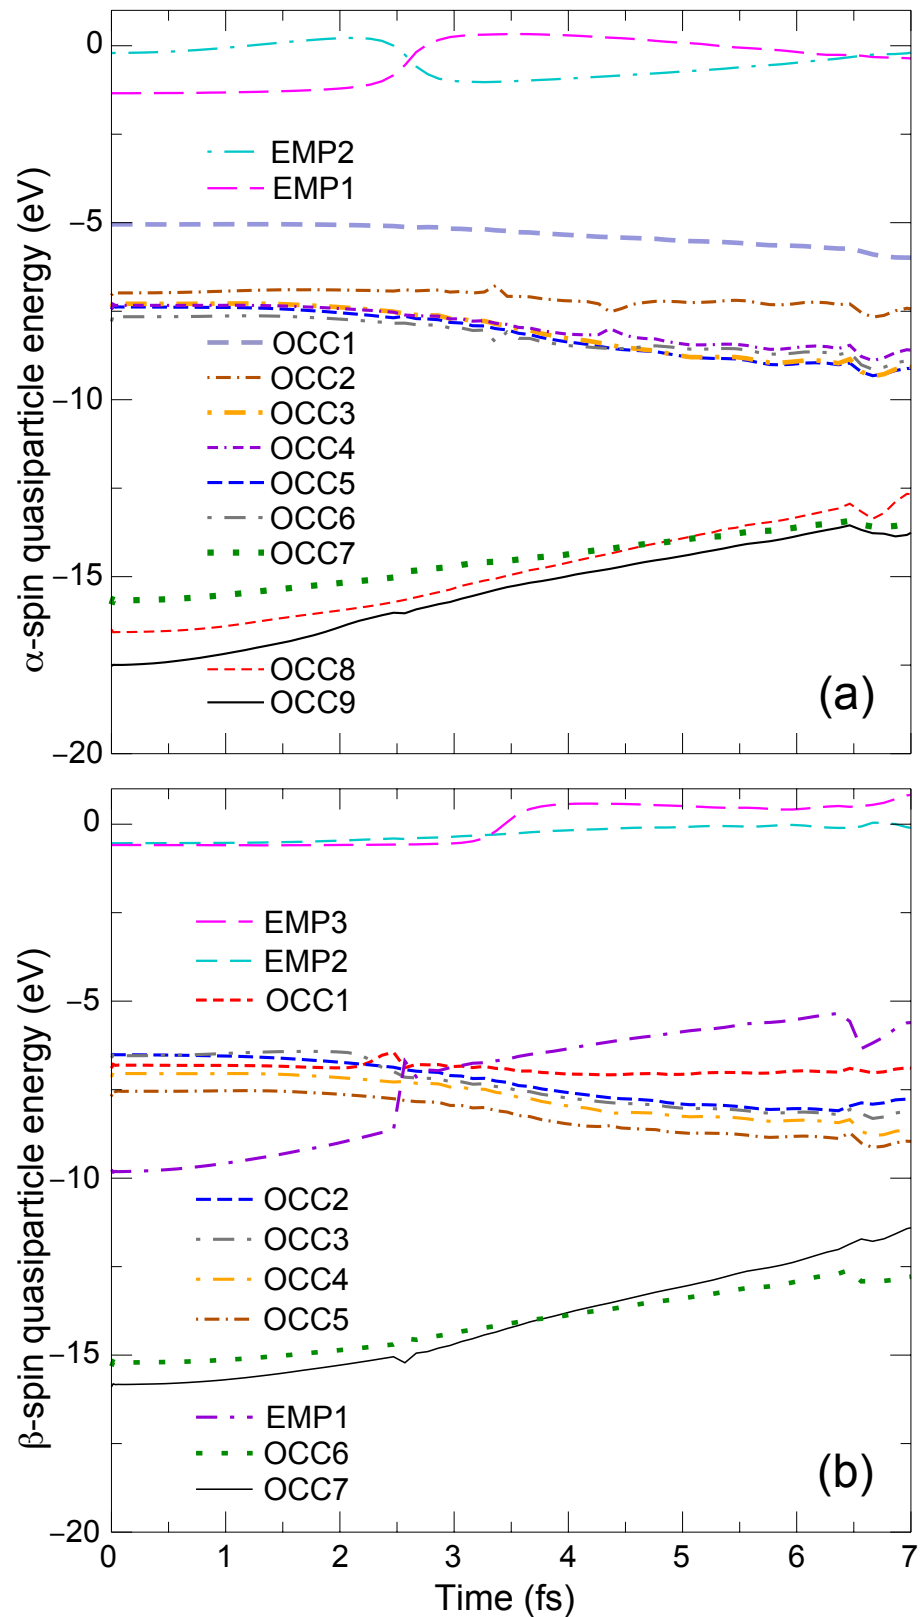 0
EMP2
EMP1
−5
OCC1
OCC2
OCC3
−10
OCC4
OCC5
OCC6
OCC7
−15
OCC8
OCC9
(a)
−20
α-spin quasiparticle energy (eV)
0
EMP3
EMP2
OCC1
−5
−10
OCC2
OCC3
OCC4
OCC5
−15
EMP1
OCC6
OCC7
(b)
−20
β-spin quasiparticle energy (eV)
0 1 2 3 4 5 6 7
Time (fs)